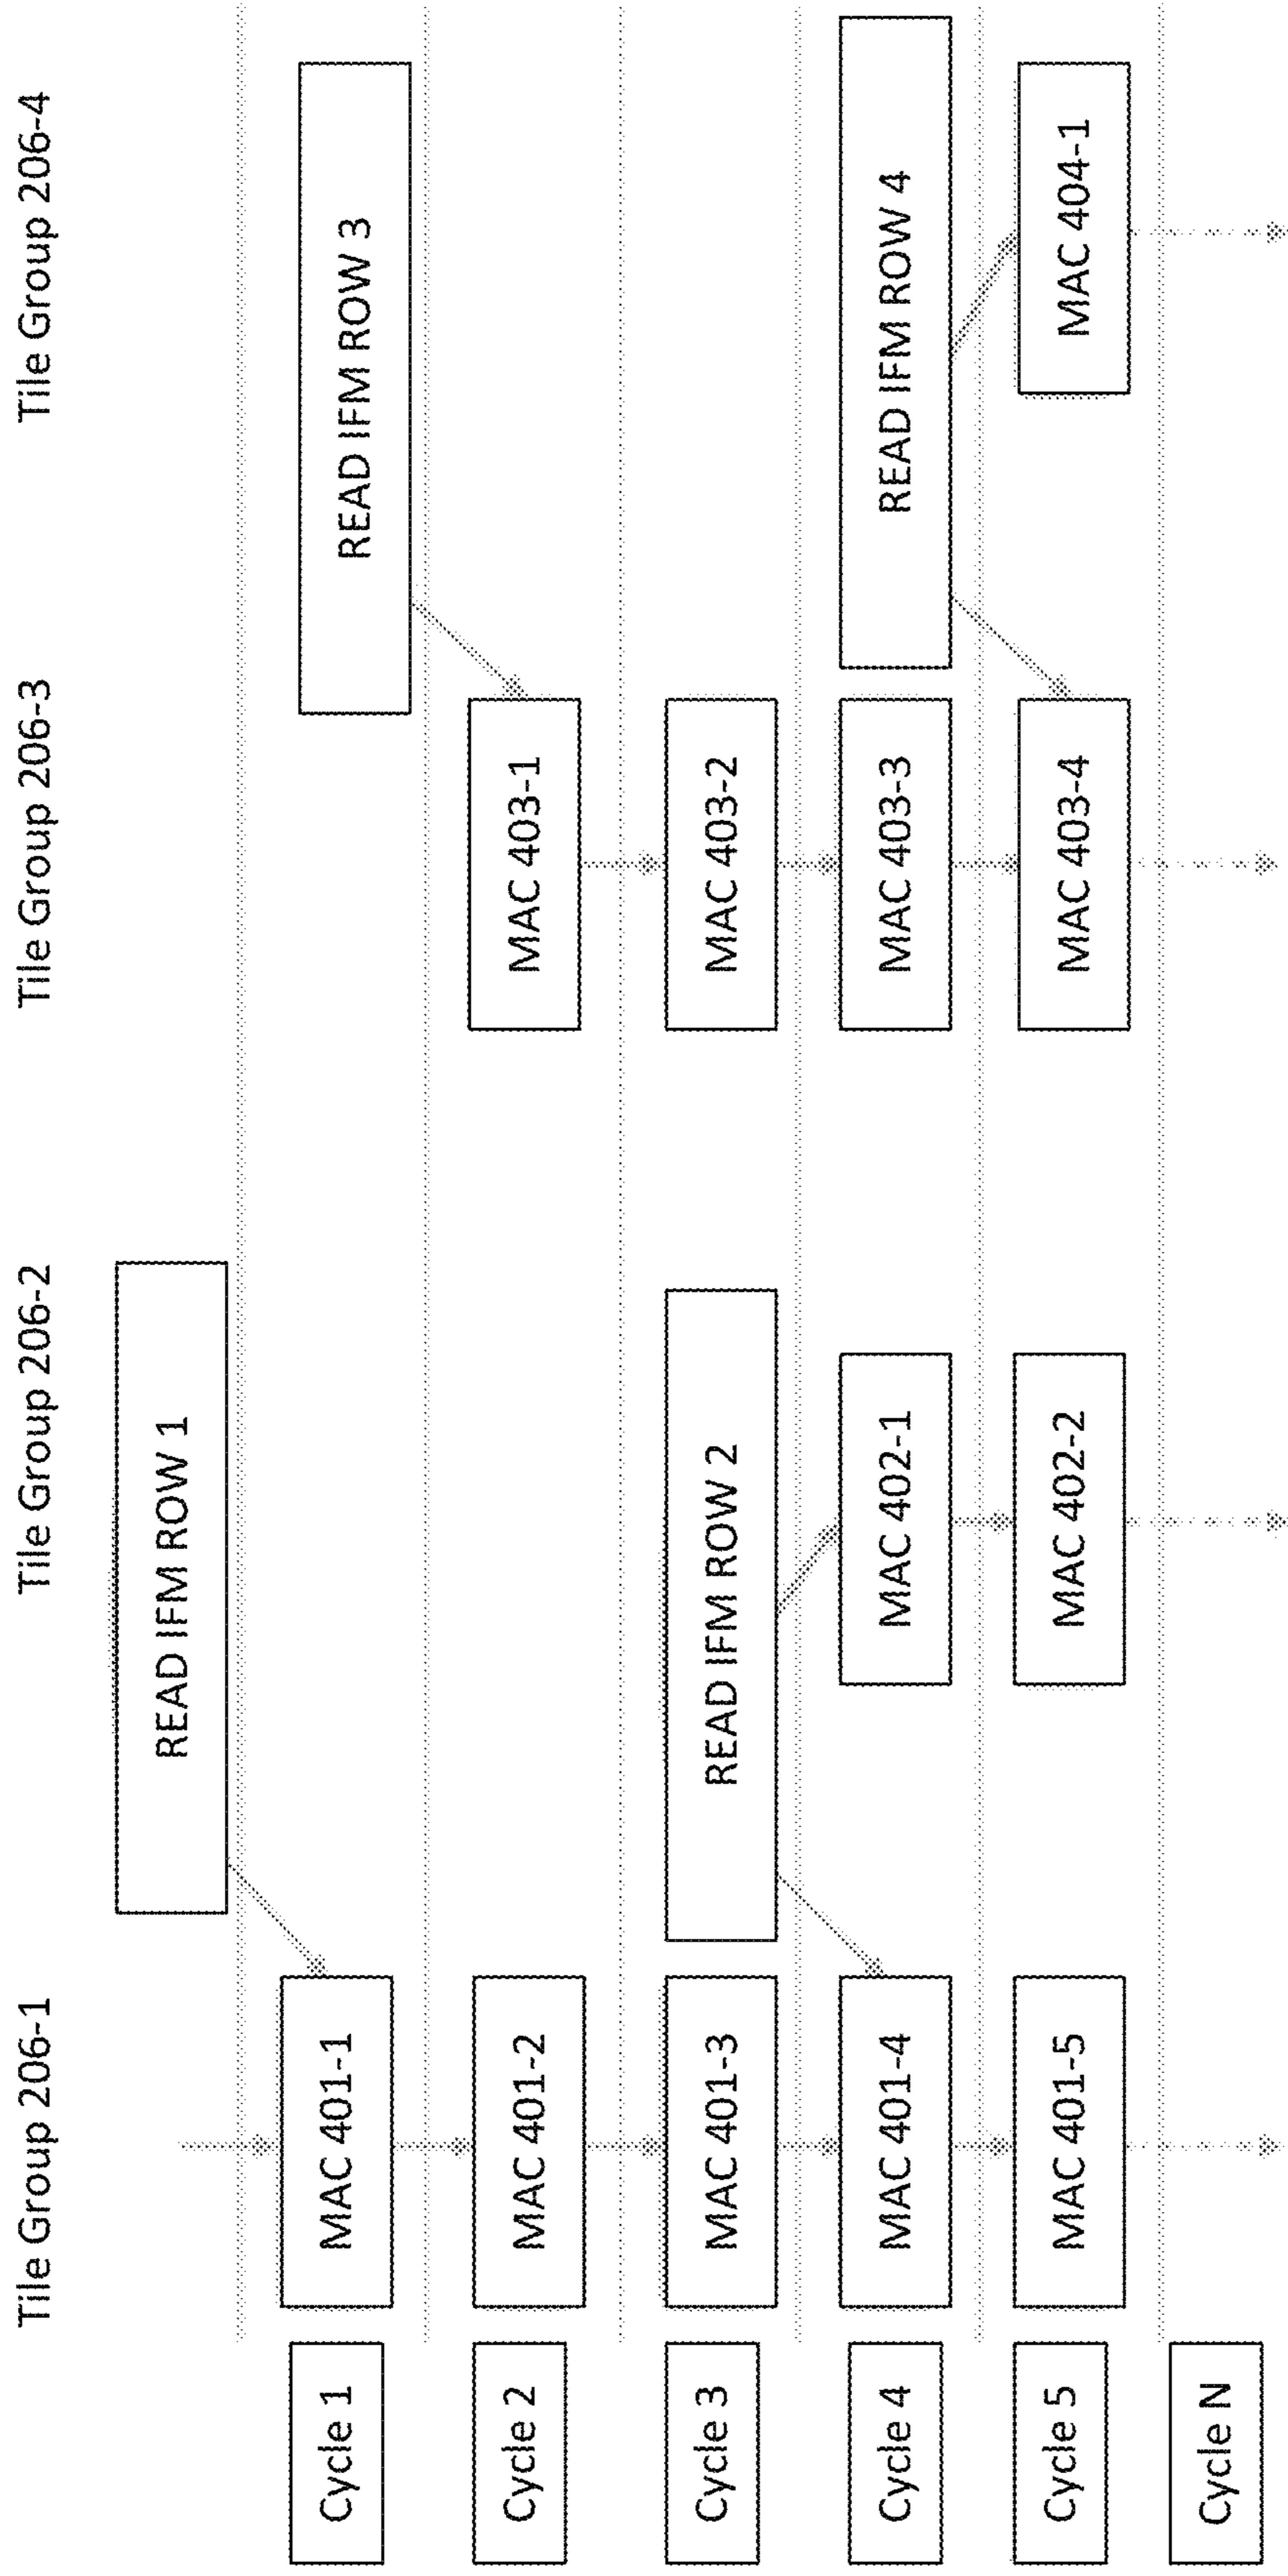 Tile Group 206-1
Tile Group 206-2
Tile Group 206-3
Tile Group 206-4
READ IFM ROW 1
Cycle 1
MAC 401-1
READ IFM ROW 3
Cycle 2
MAC 401-2
MAC 403-1
Cycle 3
MAC 401-3
READ IFM ROW 2
MAC 403-2
Cycle 4
MAC 401-4
MAC 402-1
MAC 403-3
READ IFM ROW 4
Cycle 5
MAC 401-5
MAC 402-2
MAC 403-4
MAC 404-1
Cycle N